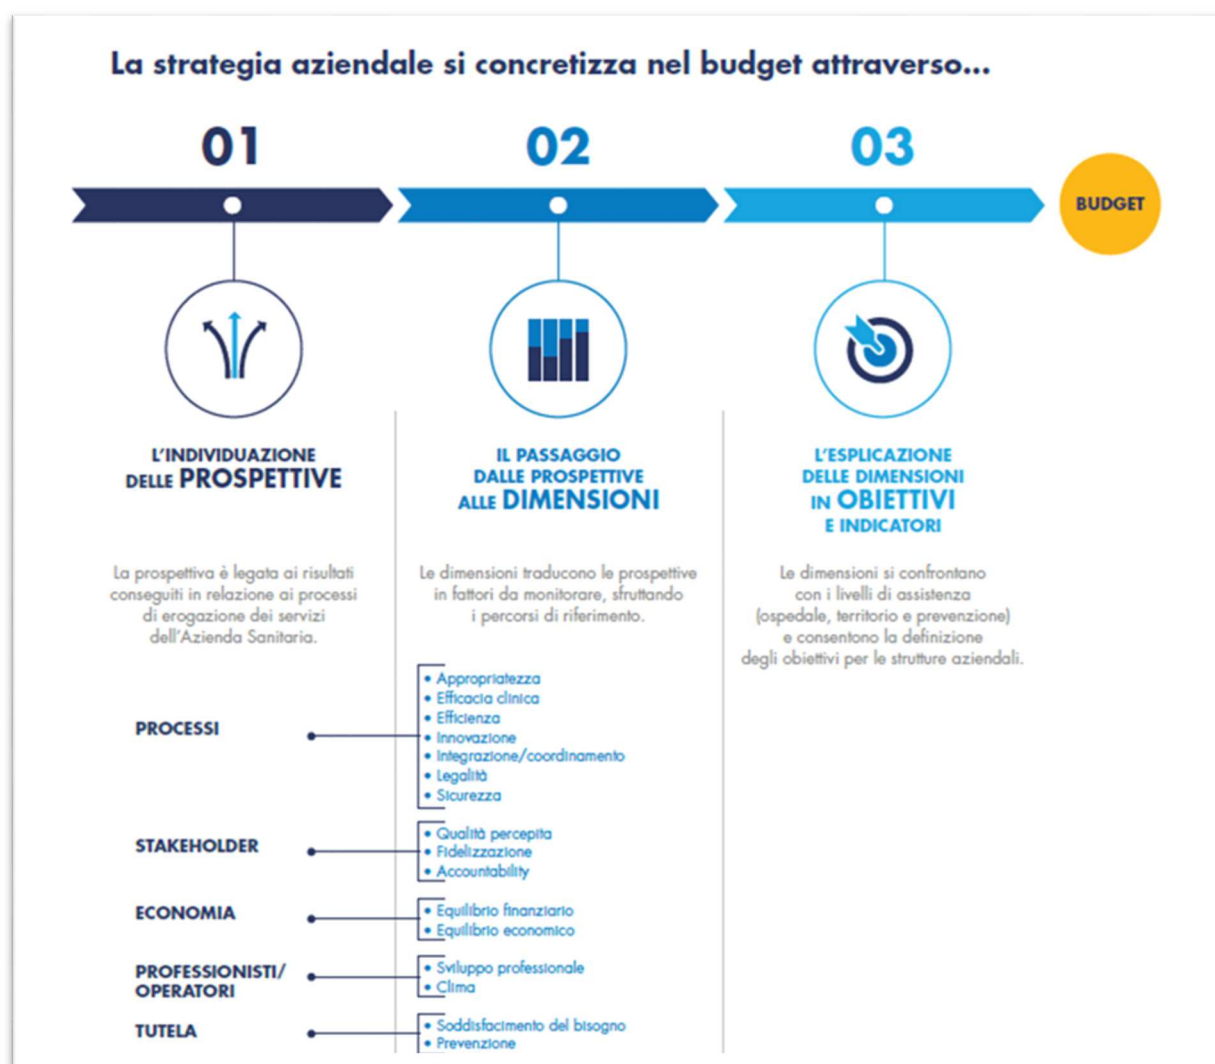 La strategia aziendale si concretizza nel budget attraverso...
01
02
03
BUDGET
L'INDIVIDUAZIONE
DELLE PROSPETTIVE
La prospettiva è legata ai risultati
conseguiti in relazione ai processi
di erogazione dei servizi
dell'Azienda Sanitaria.
IL PASSAGGIO
DALLE PROSPETTIVE
ALLE DIMENSIONI
Le dimensioni traducono le prospettive
in fattori da monitorare, sfruttando
i percorsi di riferimento.
L'ESPLICAZIONE
DELLE DIMENSIONI
IN OBIETTIVI
E INDICATORI
Le dimensioni si confrontano
con i livelli di assistenza
(ospedale, territorio e prevenzione)
e consentono la definizione
degli obiettivi per le strutture aziendali.
PROCESSI
• Appropriatezza
• Efficacia clinica
• Efficienza
• Innovazione
• Integrazione/coordinamento
• Legalità
• Sicurezza
STAKEHOLDER
• Qualità percepita
• Fidelizzazione
• Accountability
ECONOMIA
• Equilibrio finanziario
• Equilibrio economico
PROFESSIONISTI/
OPERATORI
• Sviluppo professionale
• Clima
TUTELA
• Soddisfacimento del bisogno
• Prevenzione